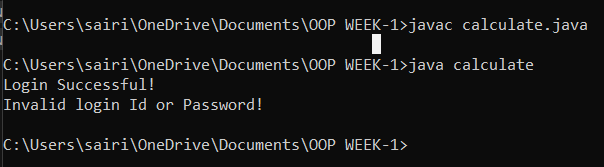 C:\Users\sairi\OneDrive\Documents\OOP WEEK-1>javac calculate.java
C:\Users\sairi\OneDrive\Documents\OOP WEEK-1>java calculate
Login Successful!
Invalid login Id or Password!
C:\Users\sairi\OneDrive\Documents\OOP WEEK-1>